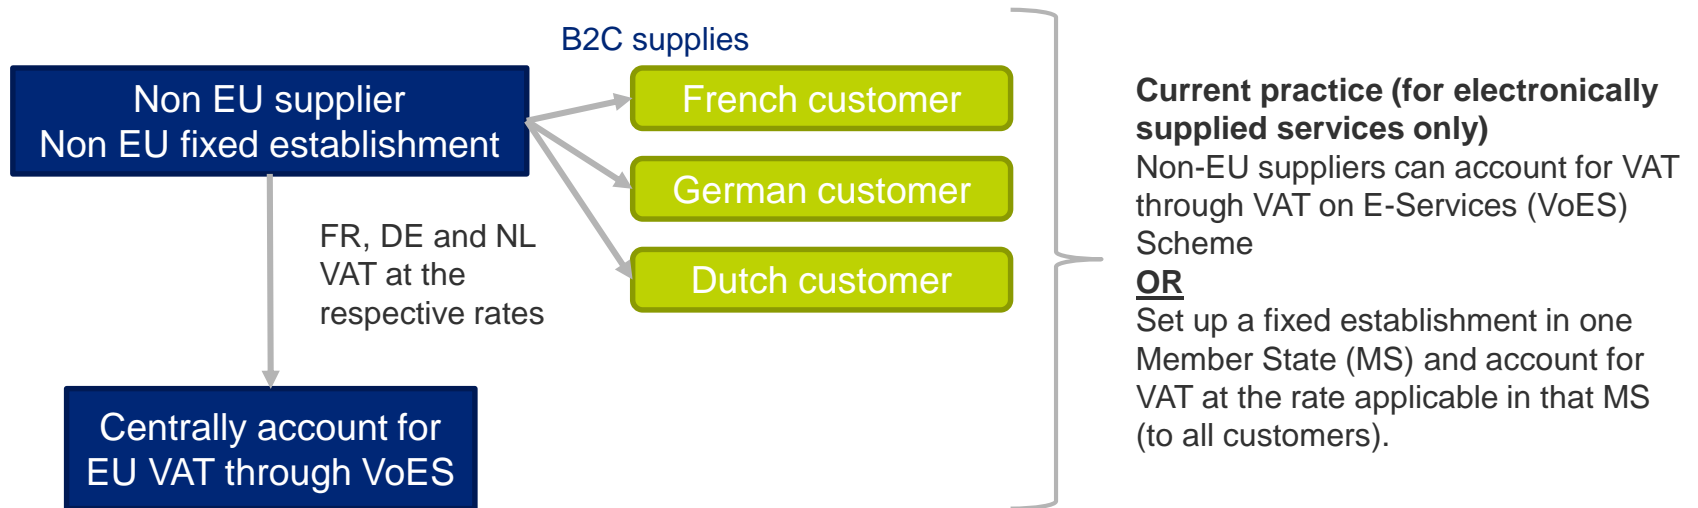 B2C supplies
Non EU supplier
Non EU fixed establishment
French customer
German customer
Dutch customer
FR, DE and NL
VAT at the
respective rates
Centrally account for
EU VAT through VoES
Current practice (for electronically
supplied services only)
Non-EU suppliers can account for VAT
through VAT on E-Services (VoES)
Scheme
OR
Set up a fixed establishment in one
Member State (MS) and account for
VAT at the rate applicable in that MS
(to all customers).